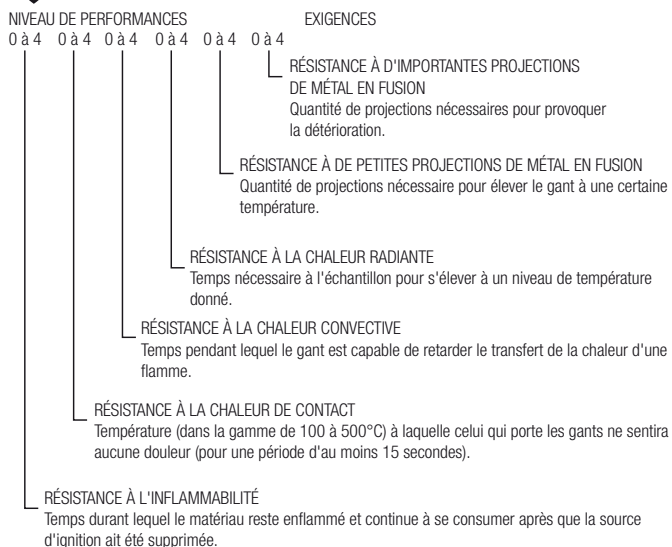 NIVEAU DE PERFORMANCES EXIGENCES
0 à 4 0 à 4 0 à 4 0 à 4 0 à 4 0 à 4
RÉSISTANCE À D'IMPORTANTES PROJECTIONS
DE MÉTAL EN FUSION
Quantité de projections nécessaires pour provoquer
la détérioration.
RÉSISTANCE À DE PETITES PROJECTIONS DE MÉTAL EN FUSION
Quantité de projections nécessaire pour élever le gant à une certaine
température.
RÉSISTANCE À LA CHALEUR RADIANTE
Temps nécessaire à l'échantillon pour s'élever à un niveau de température
donné.
RÉSISTANCE À LA CHALEUR CONVECTIVE
Temps pendant lequel le gant est capable de retarder le transfert de la chaleur d'une
flamme.
RÉSISTANCE À LA CHALEUR DE CONTACT
Température (dans la gamme de 100 à 500°C) à laquelle celui qui porte les gants ne sentira
aucune douleur (pour une période d'au moins 15 secondes).
RÉSISTANCE À L'INFLAMMABILITÉ
Temps durant lequel le matériau reste enflammé et continue à se consumer après que la source
d'ignition ait été supprimée.